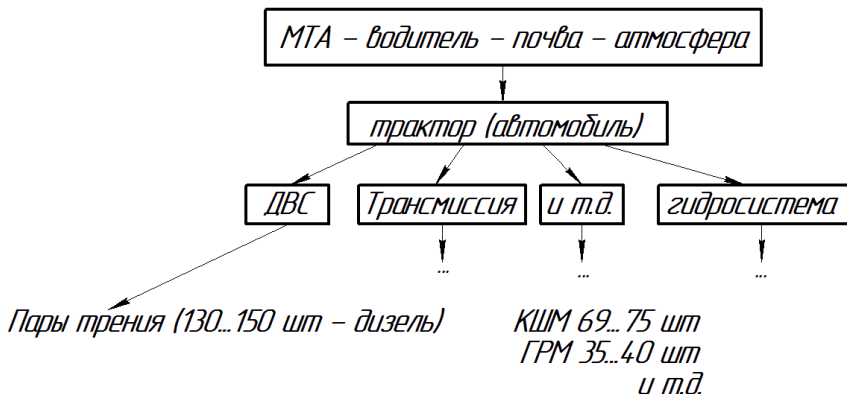 МТА – водитель – почва – атмосфера
трактор (автомобиль)
ДВС Трансмиссия и т.д. гидросистема
... ... ...
Пары трения (130...150 шт – дизель) КШМ 69...75 шт
ГРМ 35...40 шт
и т.д.